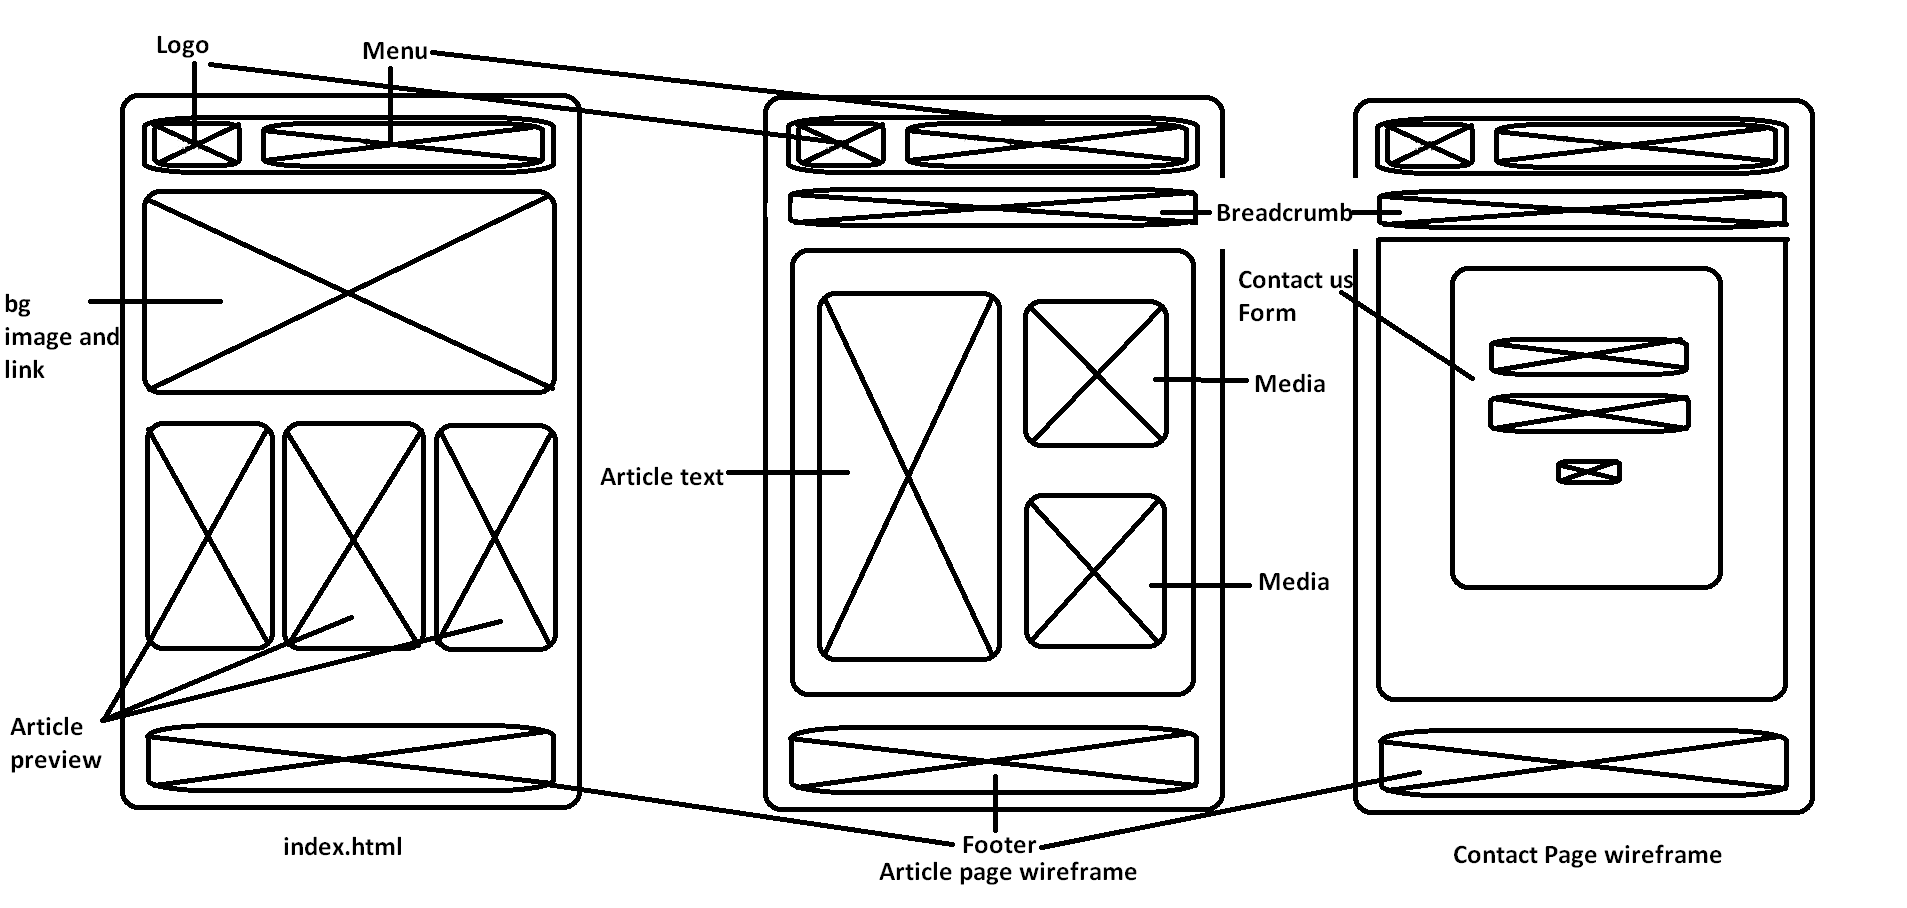 Logo
Menu
Breadcrumb
Contact us
Form
bg
image and
link
Media
Article text
Media
Article
preview
Footer
index.html
Article page wireframe
Contact Page wireframe